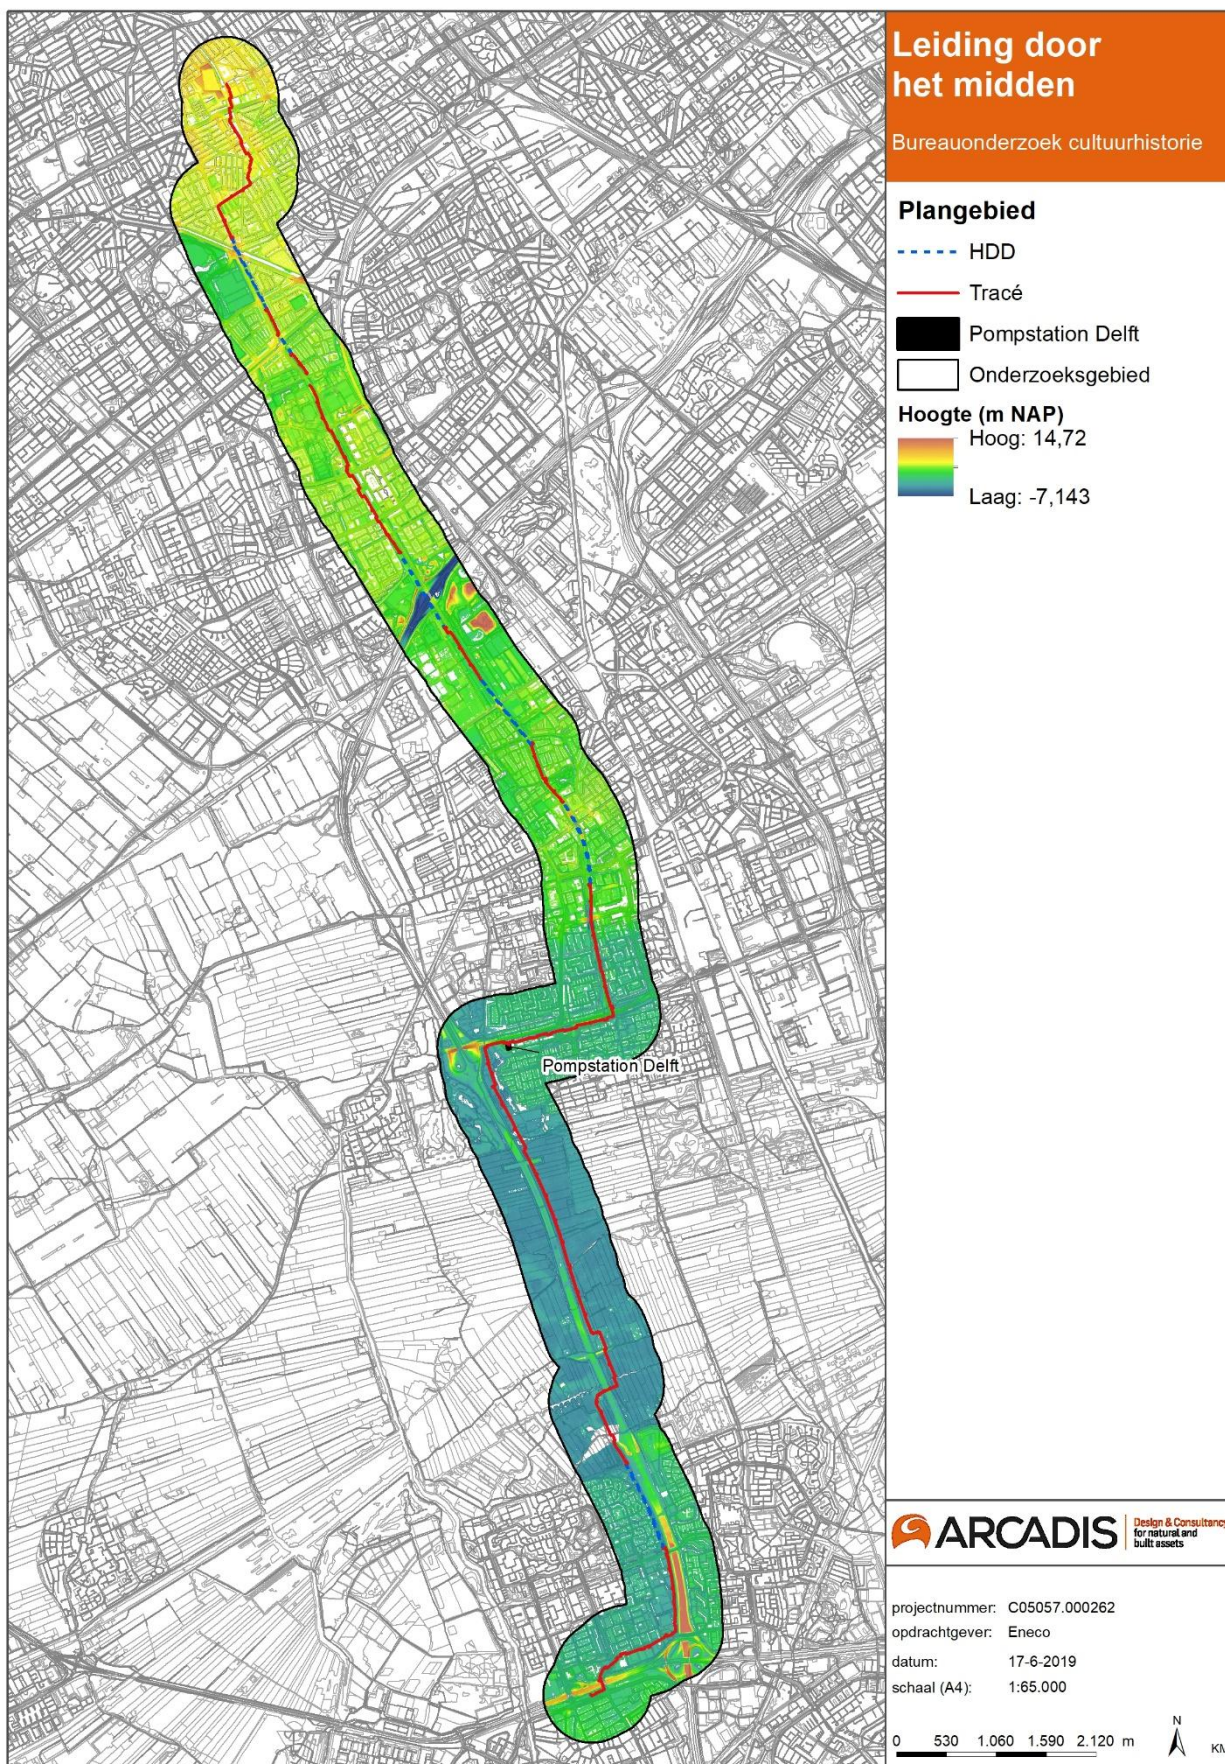 Leiding door
het midden
Bureauonderzoek cultuurhistorie
Plangebied
HDD
Tracé
Pompstation Delft
Onderzoeksgebied
Hoogte (m NAP)
Hoog: 14,72
Laag: -7,143
Pompstation Delft
ARCADIS
Design & Consultancy
for natural and
built assets
projectnummer: C05057.000262
opdrachtgever: Eneco
datum: 17-6-2019
schaal (A4): 1:65.000
N
0 530 1.060 1.590 2.120 m
KM